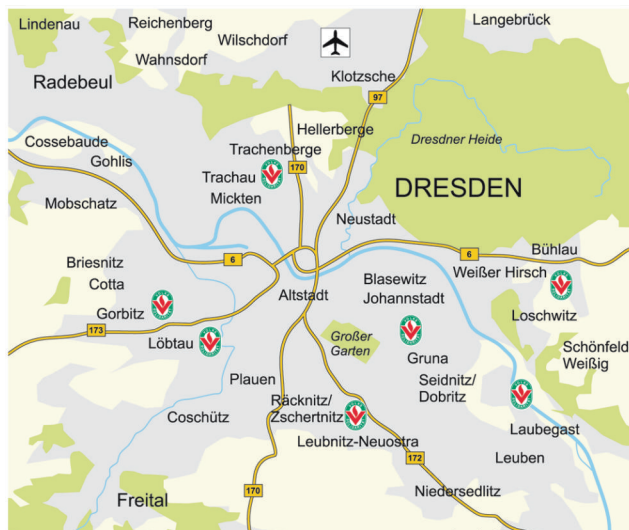 Lindenau
Reichenberg
Langebrück
Wilschdorf
Wahnsdorf
Klotzsche
Radebeul
97
Hellerberge
Cossebaude
Dresdner Heide
Trachenberge
Gohlis
170
Trachau
DRESDEN
Mickten
Mobschatz
Neustadt
Bühlau
6
6
Briesnitz
Weißer Hirsch
Cotta
Blasewitz
Altstadt
Johannstadt
Gorbitz
Loschwitz
173
Löbtau
Großer
Garten
Gruna
Schönfeld
Weißig
Plauen
Seidnitz/
Dobritz
Räcknitz/
Zschertnitz
Coschütz
Laubegast
Leubnitz-Neuostra
172
Leuben
170
Niedersedlitz
Freital